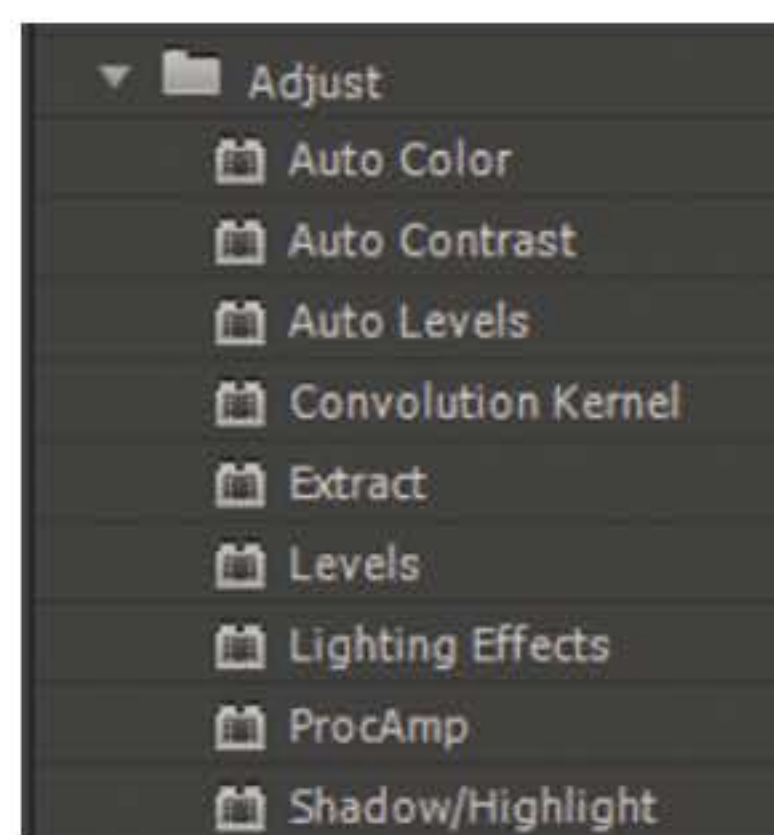 Adjust
Auto Color
Auto Contrast
Auto Levels
Convolution Kernel
Extract
Levels
Lighting Effects
ProcAmp
Shadow/Highlight